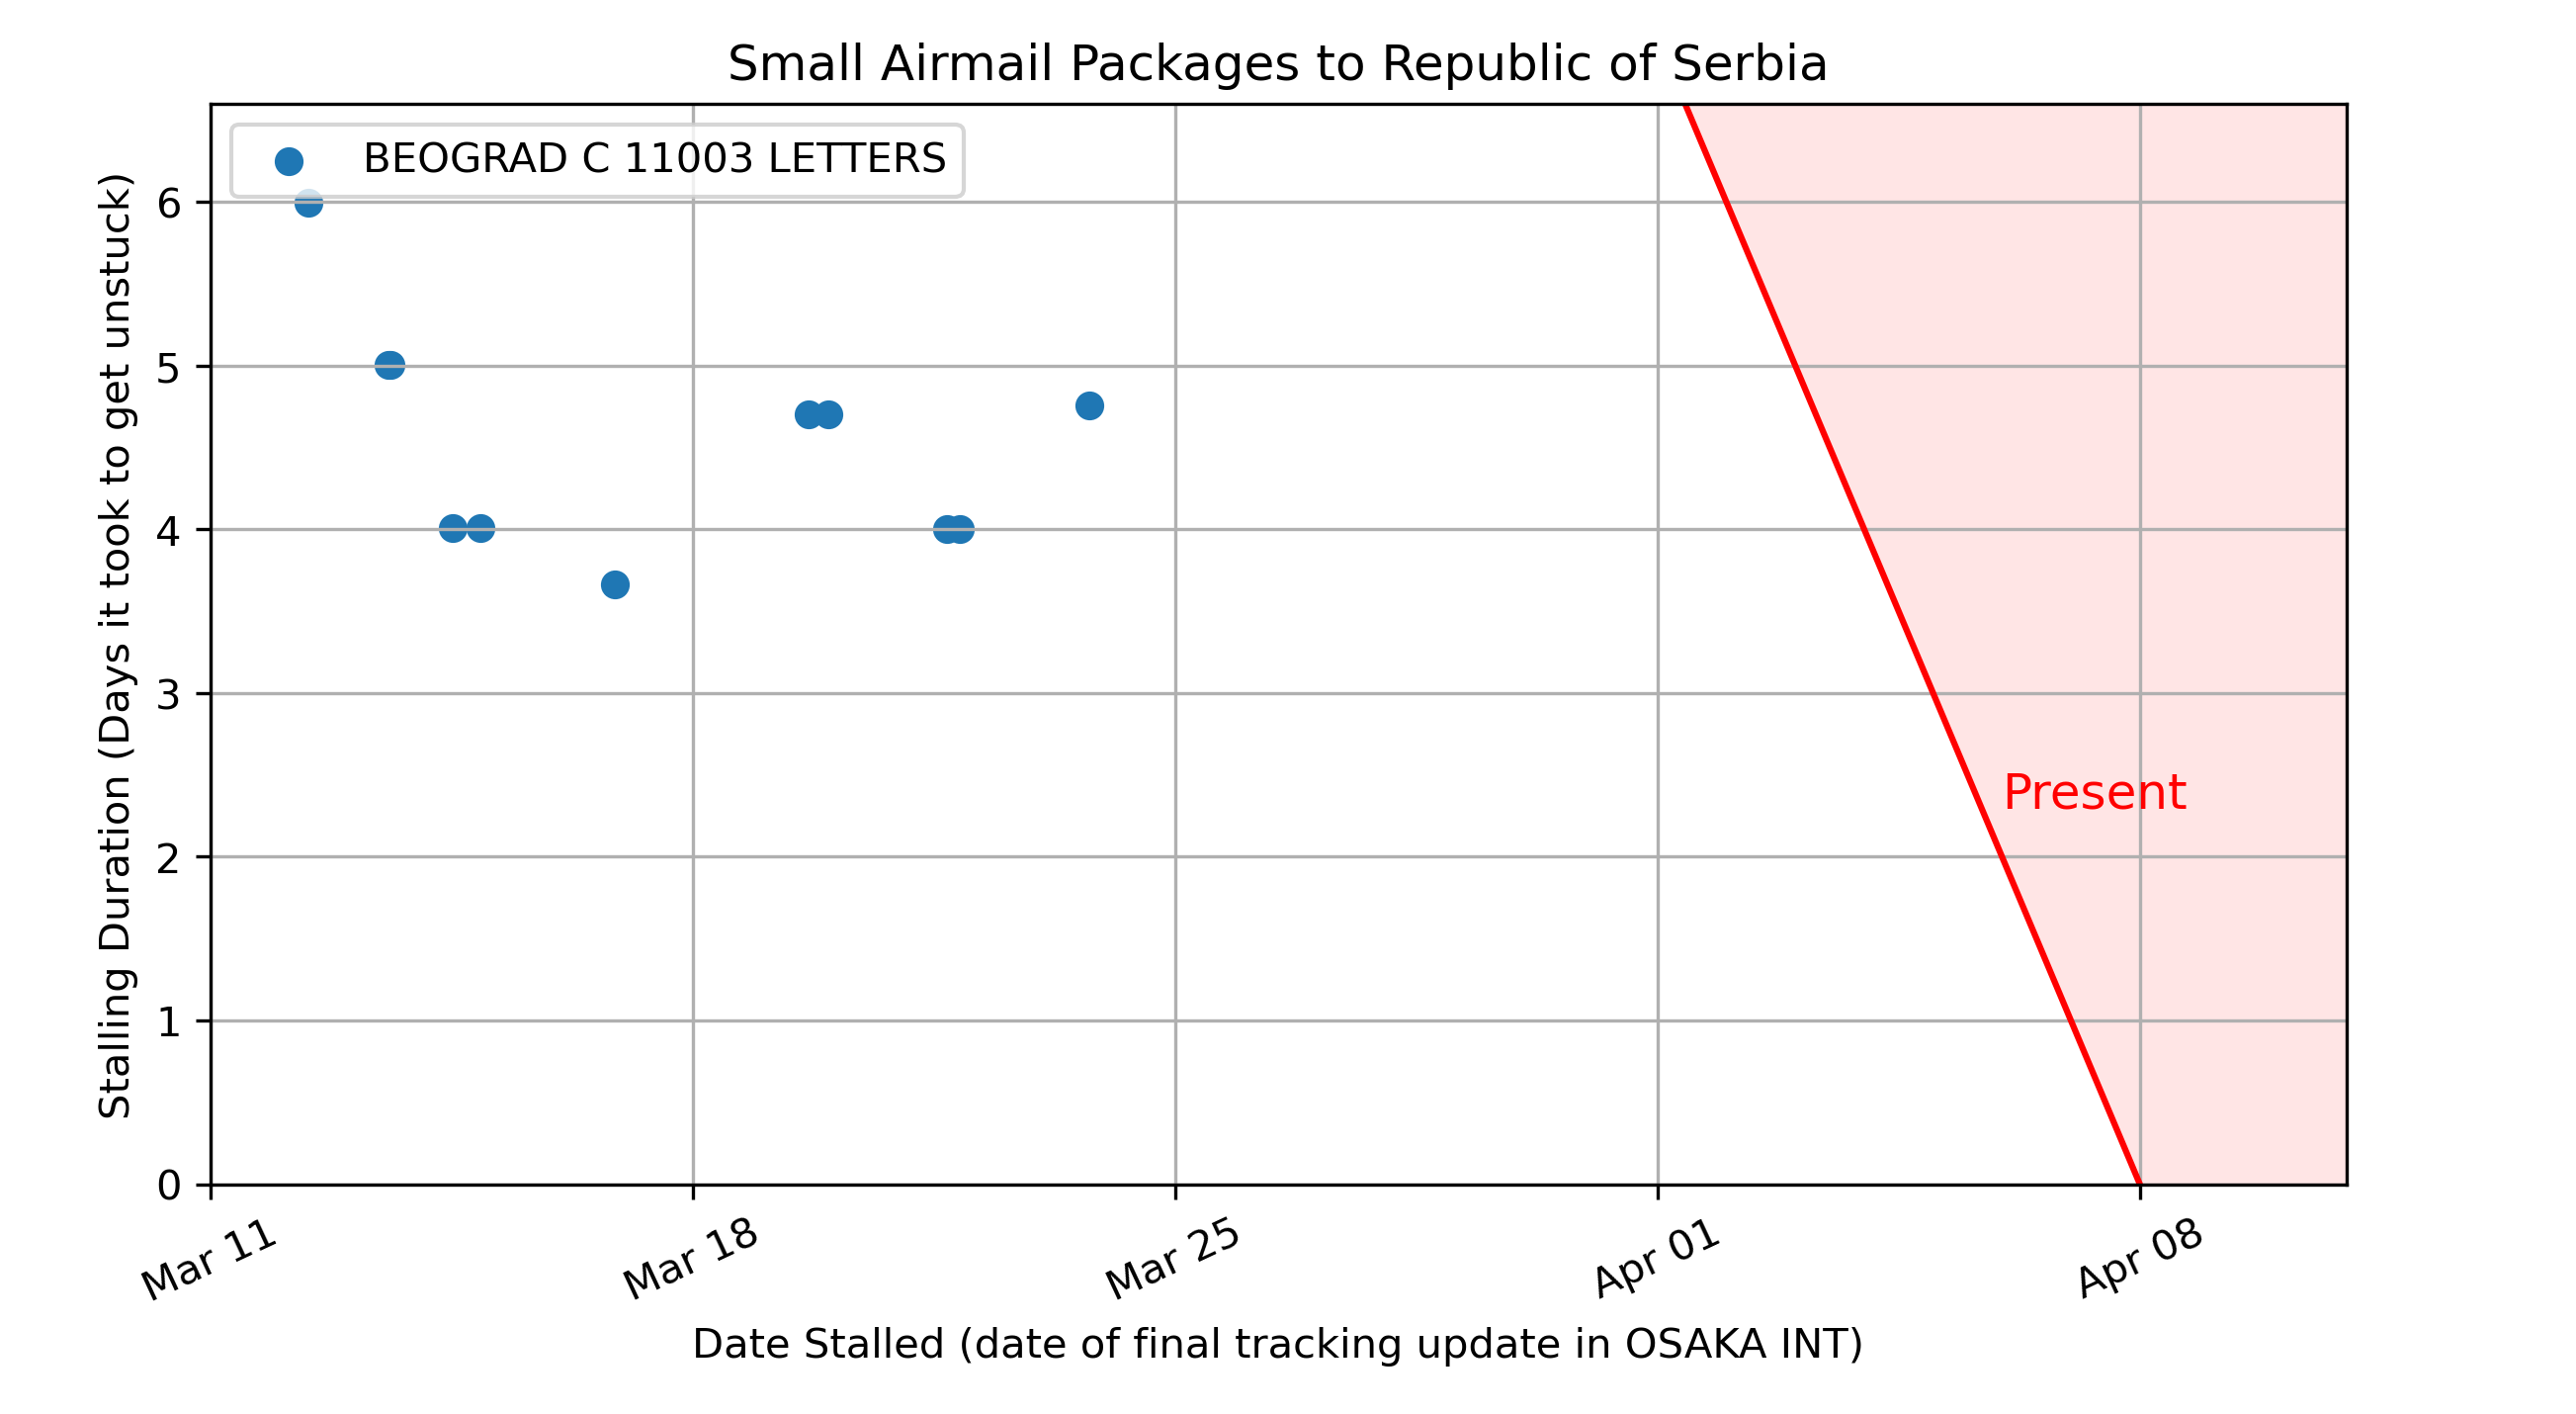 Small Airmail Packages to Republic of Serbia
BEOGRAD C 11003 LETTERS
Stalling Duration (Days it took to get unstuck)
6
5
4
3
2
1
0
Present
Mar 11
Mar 18
Mar 25
Apr 01
Apr 08
Date Stalled (date of final tracking update in OSAKA INT)